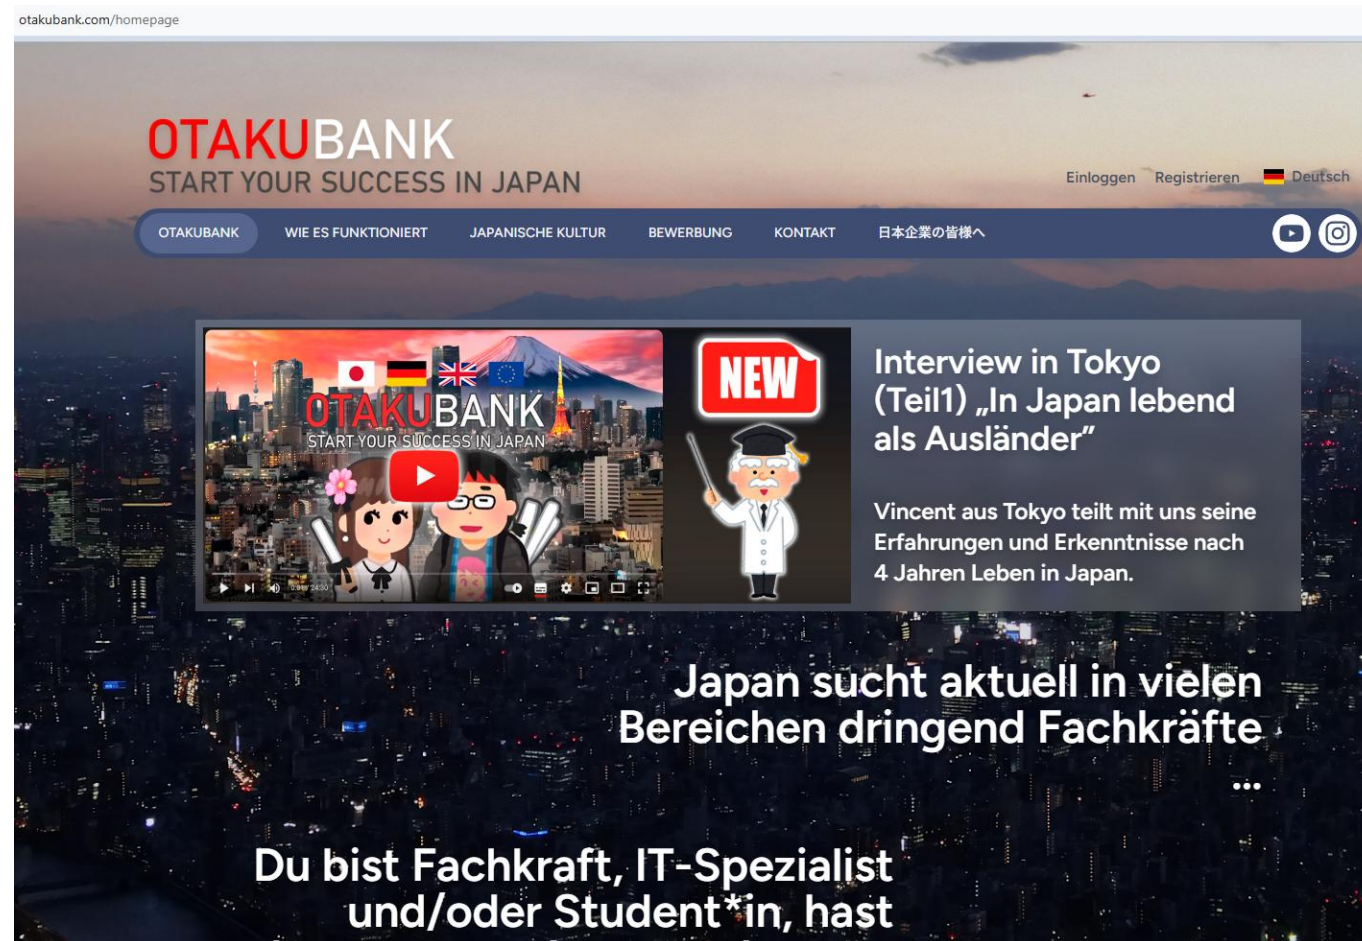 otakubank.com/homepage
OTAKUBANK
START YOUR SUCCESS IN JAPAN
Einloggen Registrieren Deutsch
OTAKUBANK WIE ES FUNKTIONIERT JAPANISCHE KULTUR BEWERBUNG KONTAKT 日本企業の皆様へ
OTAKUBANK
START YOUR SUCCESS IN JAPAN
NEW
Interview in Tokyo
(Teil1) „In Japan lebend
als Ausländer”
Vincent aus Tokyo teilt mit uns seine
Erfahrungen und Erkenntnisse nach
4 Jahren Leben in Japan.
Japan sucht aktuell in vielen
Bereichen dringend Fachkräfte
...
Du bist Fachkraft, IT-Spezialist
und/oder Student*in, hast